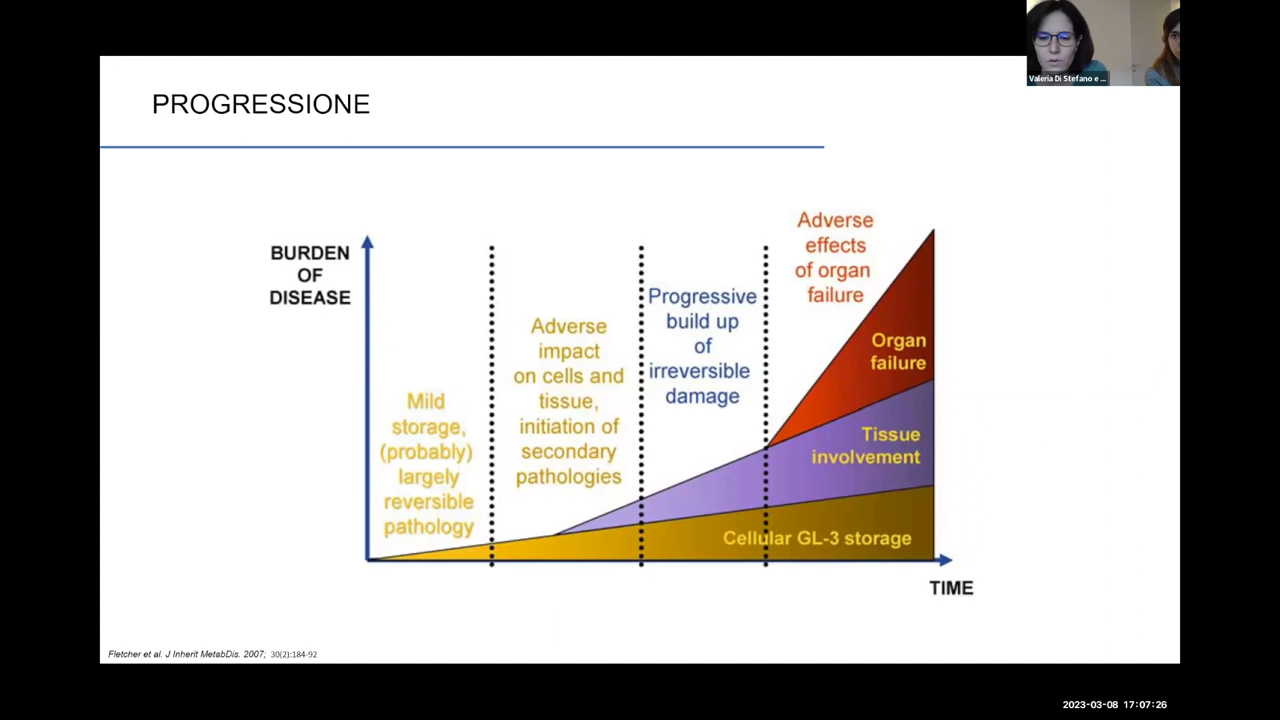 Valeria Di Stefano e ...
PROGRESSIONE
BURDEN
OF
DISEASE
Mild
storage,
(probably)
largely
reversible
pathology
Adverse
impact
on cells and
tissue,
initiation of
secondary
pathologies
Progressive
build up
of
irreversible
damage
Adverse
effects
of organ
failure
Organ
failure
Tissue
involvement
Cellular GL-3 storage
TIME
Fletcher et al. J Inherit MetabDis. 2007; 30(2):184-92
2023-03-08 17:07:26